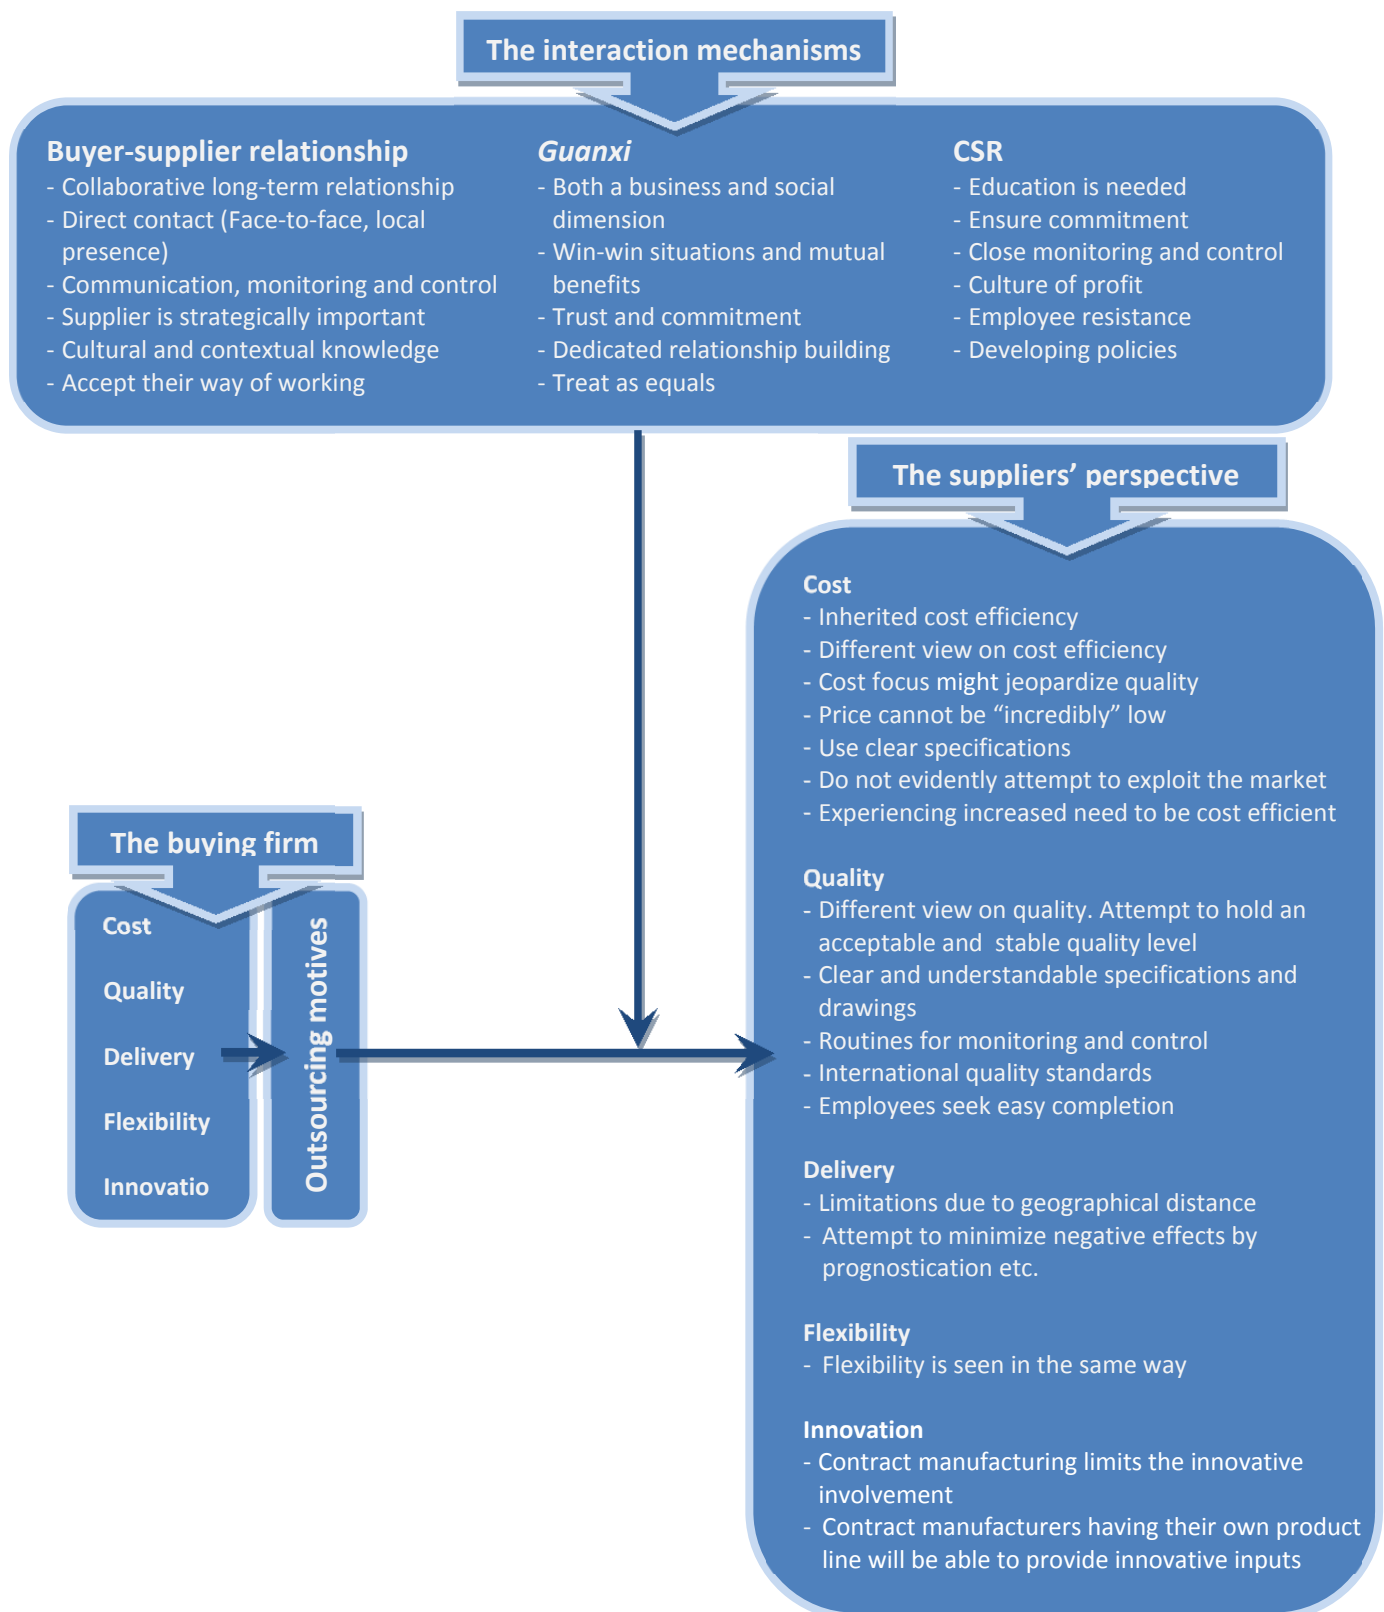 The interaction mechanisms
Buyer-supplier relationship
- Collaborative long-term relationship
- Direct contact (Face-to-face, local
presence)
- Communication, monitoring and control
- Supplier is strategically important
- Cultural and contextual knowledge
- Accept their way of working
Guanxi
- Both a business and social
dimension
- Win-win situations and mutual
benefits
- Trust and commitment
- Dedicated relationship building
- Treat as equals
CSR
- Education is needed
- Ensure commitment
- Close monitoring and control
- Culture of profit
- Employee resistance
- Developing policies
The suppliers’ perspective
Cost
- Inherited cost efficiency
- Different view on cost efficiency
- Cost focus might jeopardize quality
- Price cannot be “incredibly” low
- Use clear specifications
- Do not evidently attempt to exploit the market
- Experiencing increased need to be cost efficient
Quality
- Different view on quality. Attempt to hold an
acceptable and stable quality level
- Clear and understandable specifications and
drawings
- Routines for monitoring and control
- International quality standards
- Employees seek easy completion
Delivery
- Limitations due to geographical distance
- Attempt to minimize negative effects by
prognostication etc.
Flexibility
- Flexibility is seen in the same way
Innovation
- Contract manufacturing limits the innovative
involvement
- Contract manufacturers having their own product
line will be able to provide innovative inputs
The buying firm
Cost
Quality
Delivery
Flexibility
Innovatio
Outsourcing motives